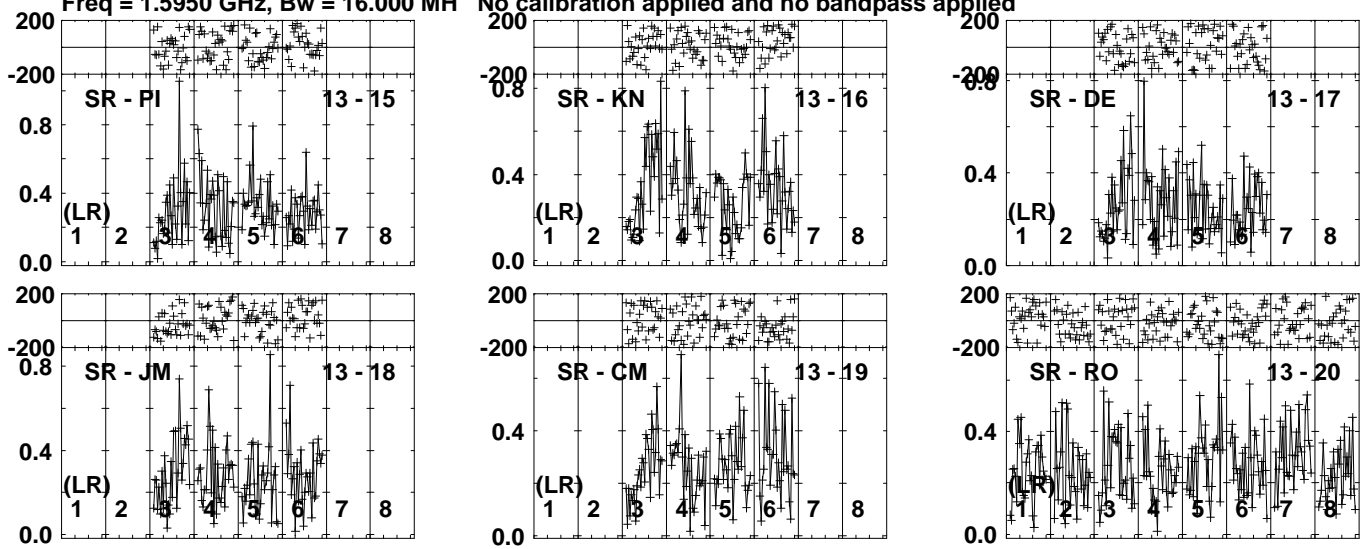 Freq = 1.5950 GHz, Bw = 16.000 MH No calibration applied and no bandpass applied
200
-200
SR - PI 13 - 15
0.8
0.4
0.0
(LR)
1 2 3 4 5 6 7 8
200
-200
SR - KN 13 - 16
0.8
0.4
0.0
(LR)
1 2 3 4 5 6 7 8
200
-200
SR - DE 13 - 17
0.8
0.4
0.0
(LR)
1 2 3 4 5 6 7 8
200
-200
SR - JM 13 - 18
0.8
0.4
0.0
(LR)
1 2 3 4 5 6 7 8
200
-200
SR - CM 13 - 19
0.4
0.0
(LR)
1 2 3 4 5 6 7 8
200
-200
SR - RO 13 - 20
0.4
0.0
(LR)
1 2 3 4 5 6 7 8